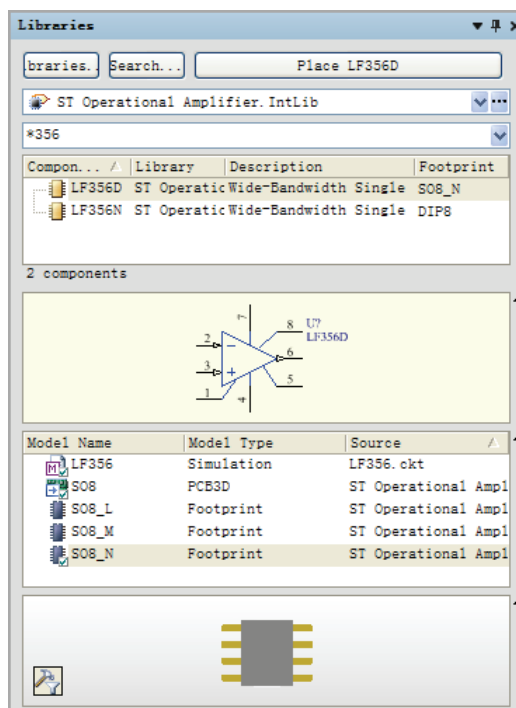 Libraries
braries.. Search... Place LF356D
ST Operational Amplifier.IntLib ...
*356
Compon... Library Description Footprint
LF356D ST Operatic Wide-Bandwidth Single SO8_N
LF356N ST Operatic Wide-Bandwidth Single DIP8
2 components
7
8 U?
LF356D
2
6
3
5
1
4
Model Name Model Type Source
LF356 Simulation LF356.ckt
SO8 PCB3D ST Operational Ampl
SO8_L Footprint ST Operational Ampl
SO8_M Footprint ST Operational Ampl
SO8_N Footprint ST Operational Ampl